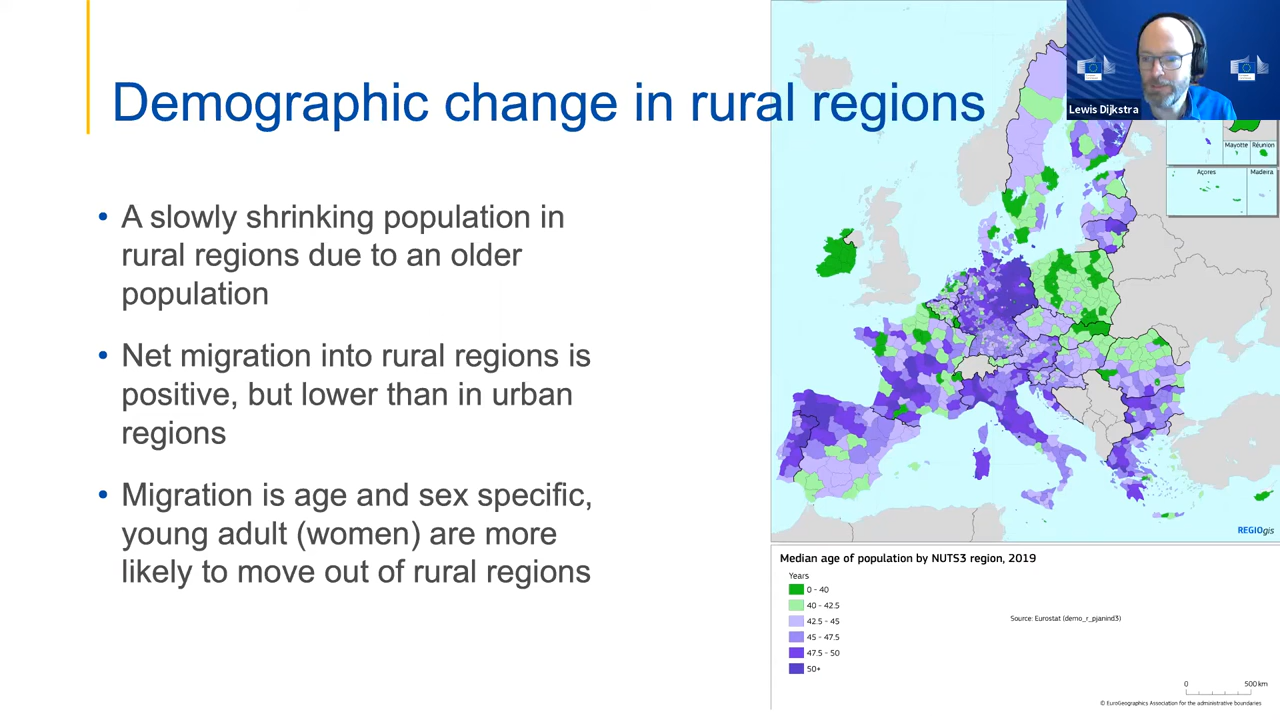 Demographic change in rural regions
Lewis Dijkstra
• A slowly shrinking population in
rural regions due to an older
population
• Net migration into rural regions is
positive, but lower than in urban
regions
• Migration is age and sex specific,
young adult (women) are more
likely to move out of rural regions
Mayotte
Réunion
Açores
Madeira
REGIOgis
Median age of population by NUTS3 region, 2019
Years
0 - 40
40 - 42.5
42.5 - 45
45 - 47.5
47.5 - 50
50+
Source: Eurostat (demo_r_pjanind3)
0 500 km
© EuroGeographics Association for the administrative boundaries